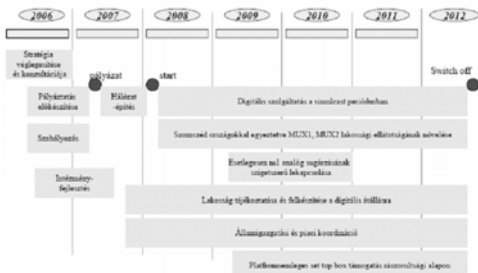 2006 2007 2008 2009 2010 2011 2012
Stratégia
véglegesítése
és konzultációja
pályázat
start
Switch off
Pályáztatás
előkészítése
Hálózat
-építés
Digitális szolgáltatás a simulcast periódusban
Szabályozás
Szomszéd országokkal egyeztetve MUX1, MUX2 lakossági ellátottságának növelése
Esetlegesen m1 analóg sugárzásának
szigetszerű lekapcsolása
Intézmény-
fejlesztés
Lakosság tájékoztatása és felkészítése a digitális átállásra
Államigazgatási és piaci koordináció
Platformsemleges set top box támogatás rászorultsági alapon